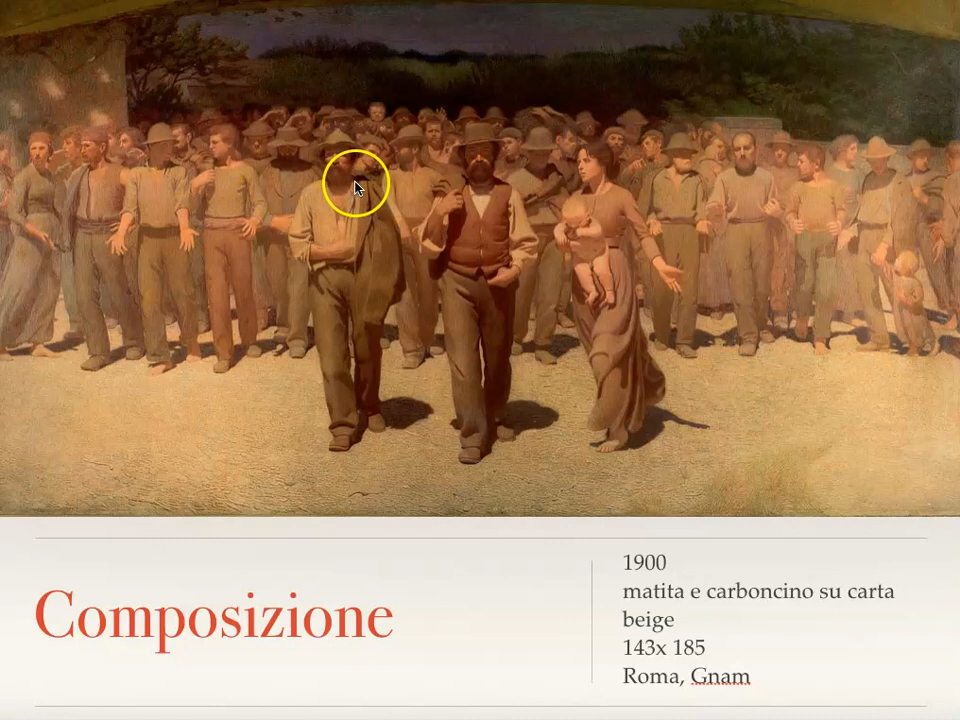 Composizione
1900
matita e carboncino su carta
beige
143x 185
Roma, Gnam